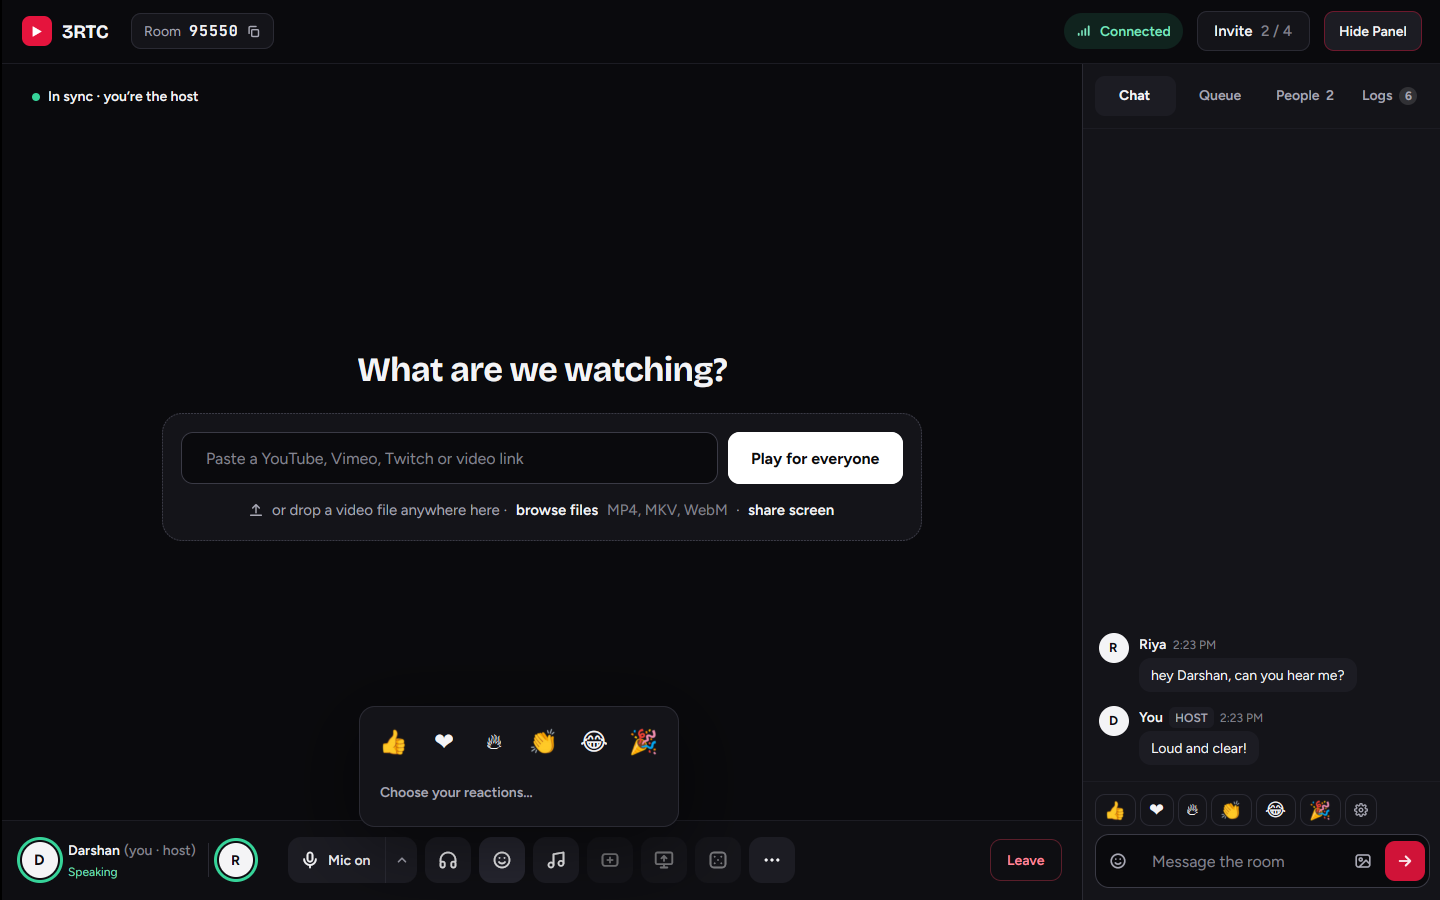 3RTC
Room 95550
Connected
Invite 2 / 4
Hide Panel
In sync · you’re the host
Chat
Queue
People 2
Logs 6
What are we watching?
Paste a YouTube, Vimeo, Twitch or video link
Play for everyone
or drop a video file anywhere here · browse files MP4, MKV, WebM · share screen
R
Riya 2:23 PM
hey Darshan, can you hear me?
D
You HOST 2:23 PM
Loud and clear!
Choose your reactions...
D
Darshan (you · host)
Speaking
R
Mic on
Leave
Message the room